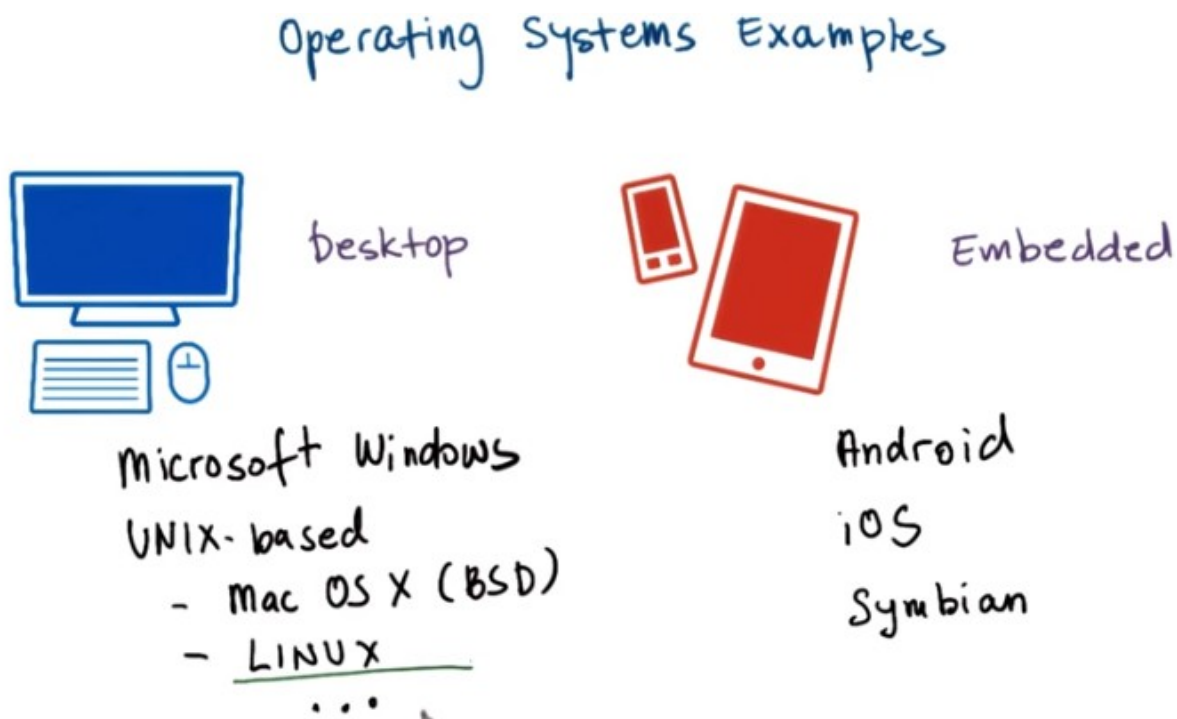 Operating Systems Examples
Desktop
Microsoft Windows
UNIX-based
- Mac OS X (BSD)
- LINUX
...
Embedded
Android
iOS
Symbian